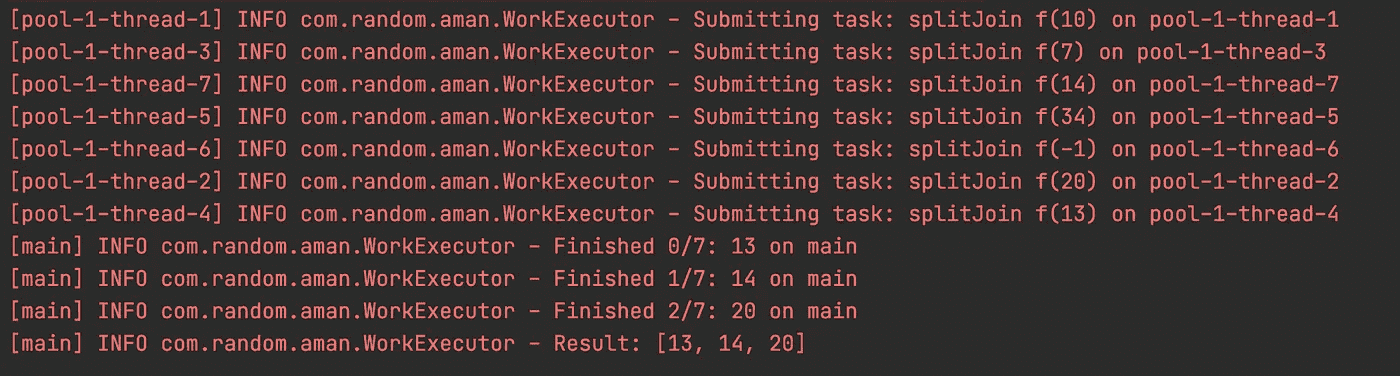 [pool-1-thread-1] INFO com.random.aman.WorkExecutor - Submitting task: splitJoin f(10) on pool-1-thread-1
[pool-1-thread-3] INFO com.random.aman.WorkExecutor - Submitting task: splitJoin f(7) on pool-1-thread-3
[pool-1-thread-7] INFO com.random.aman.WorkExecutor - Submitting task: splitJoin f(14) on pool-1-thread-7
[pool-1-thread-5] INFO com.random.aman.WorkExecutor - Submitting task: splitJoin f(34) on pool-1-thread-5
[pool-1-thread-6] INFO com.random.aman.WorkExecutor - Submitting task: splitJoin f(-1) on pool-1-thread-6
[pool-1-thread-2] INFO com.random.aman.WorkExecutor - Submitting task: splitJoin f(20) on pool-1-thread-2
[pool-1-thread-4] INFO com.random.aman.WorkExecutor - Submitting task: splitJoin f(13) on pool-1-thread-4
[main] INFO com.random.aman.WorkExecutor - Finished 0/7: 13 on main
[main] INFO com.random.aman.WorkExecutor - Finished 1/7: 14 on main
[main] INFO com.random.aman.WorkExecutor - Finished 2/7: 20 on main
[main] INFO com.random.aman.WorkExecutor - Result: [13, 14, 20]